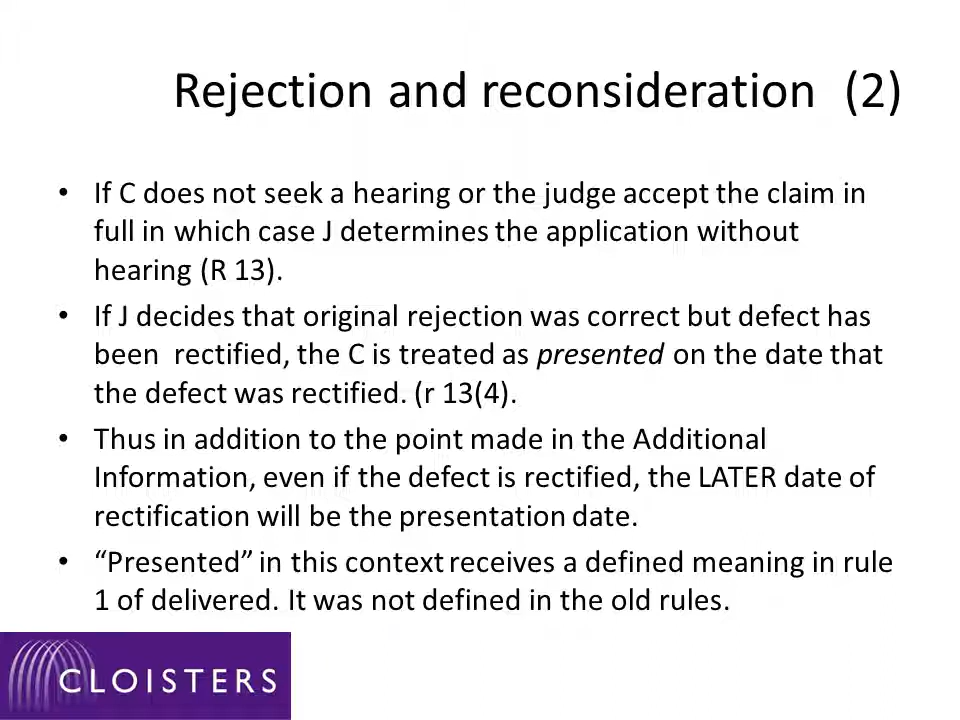 Rejection and reconsideration (2)
• If C does not seek a hearing or the judge accept the claim in
full in which case J determines the application without
hearing (R 13).
• If J decides that original rejection was correct but defect has
been rectified, the C is treated as presented on the date that
the defect was rectified. (r 13(4).
• Thus in addition to the point made in the Additional
Information, even if the defect is rectified, the LATER date of
rectification will be the presentation date.
• “Presented” in this context receives a defined meaning in rule
1 of delivered. It was not defined in the old rules.
CLOISTERS